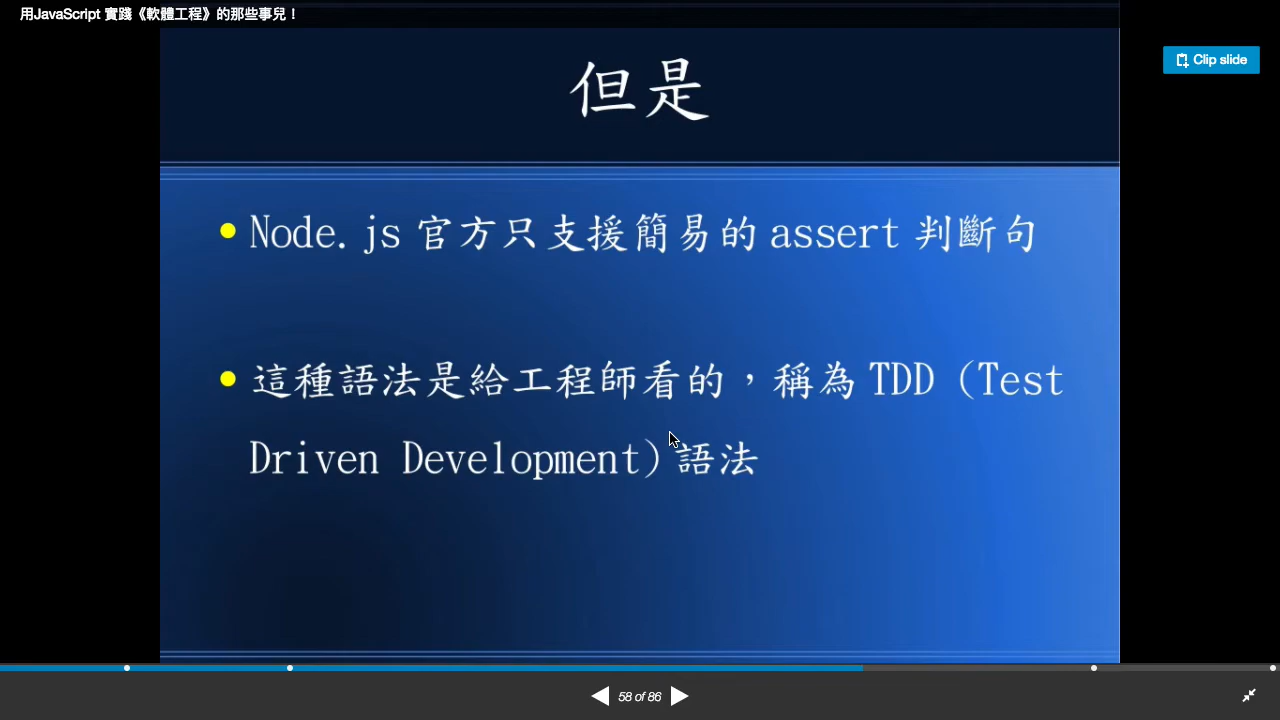 用JavaScript 實踐《軟體工程》的那些事兒！
Clip slide
但是
Node.js 官方只支援簡易的 assert 判斷句
這種語法是給工程師看的，稱為 TDD (Test
Driven Development) 語法
58 of 86